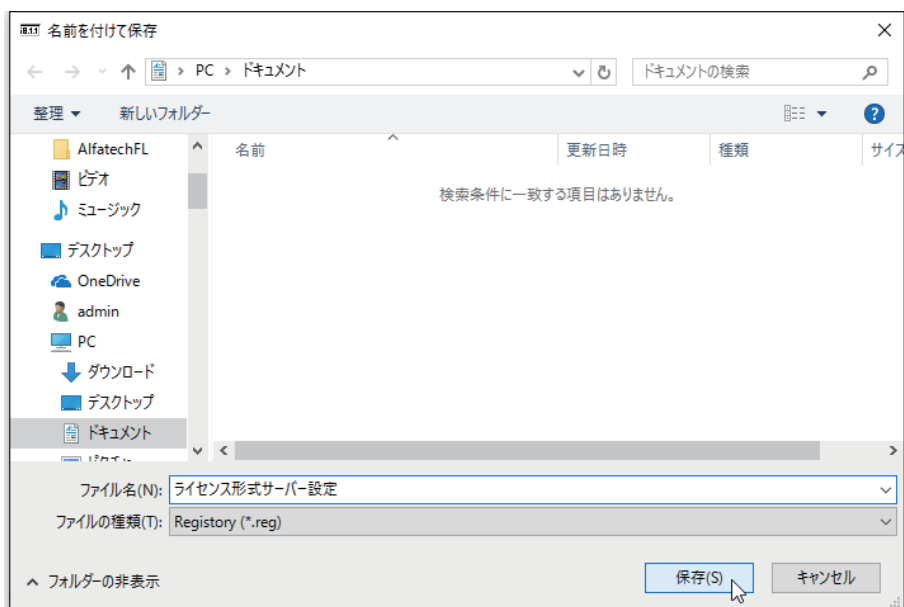 名前を付けて保存
PC › ドキュメント
ドキュメントの検索
整理
新しいフォルダー
AlfatechFL
ビデオ
ミュージック
デスクトップ
OneDrive
admin
PC
ダウンロード
デスクトップ
ドキュメント
名前
更新日時
種類
サイズ
検索条件に一致する項目はありません。
ファイル名(N): ライセンス形式サーバー設定
ファイルの種類(T): Registory (*.reg)
フォルダーの非表示
保存(S)
キャンセル